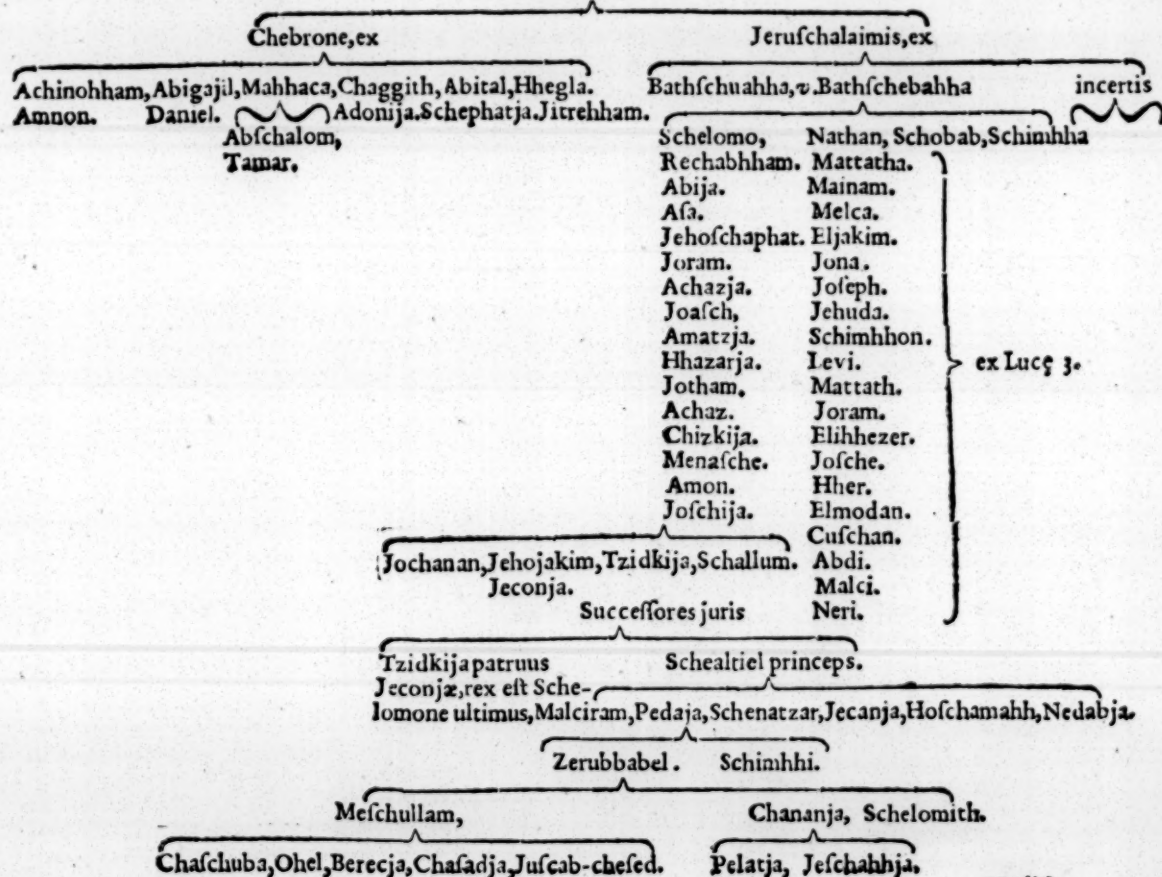 Chebrone,ex Jeruſchalaimis,ex
Achinohham,Abigajil,Mahhaca,Chaggith,Abital,Hhegla. Bathſchuahha,v.Bathſchebahha incertis
Amnon. Daniel. Adonija.Schephatja.Jitrehham.
Abſchalom, Schelomo, Nathan, Schobab,Schimhha
Tamar. Rechabhham. Mattatha.
Abija. Mainam.
Aſa. Melca.
Jehoſchaphat. Eljakim.
Joram. Jona.
Achazja. Joſeph.
Joaſch, Jehuda.
Amatzja. Schimhhon.
Hhazarja. Levi. ex Lucę 3.
Jotham. Mattath.
Achaz. Joram.
Chizkija. Elihhezer.
Menaſche. Joſche.
Amon. Hher.
Joſchija. Elmodan.
Cuſchan.
Jochanan,Jehojakim,Tzidkija,Schallum. Abdi.
Jeconja. Malci.
Succeſſores juris Neri.
Tzidkija patruus Schealtiel princeps.
Jeconjæ,rex eſt Sche-
lomone ultimus,Malciram,Pedaja,Schenatzar,Jecanja,Hoſchamahh,Nedabja.
Zerubbabel. Schimhhi.
Meſchullam, Chananja, Schelomith.
Chaſchuba,Ohel,Berecja,Chaſadja,Juſcab-cheſed. Pelatja, Jeſchahhja.